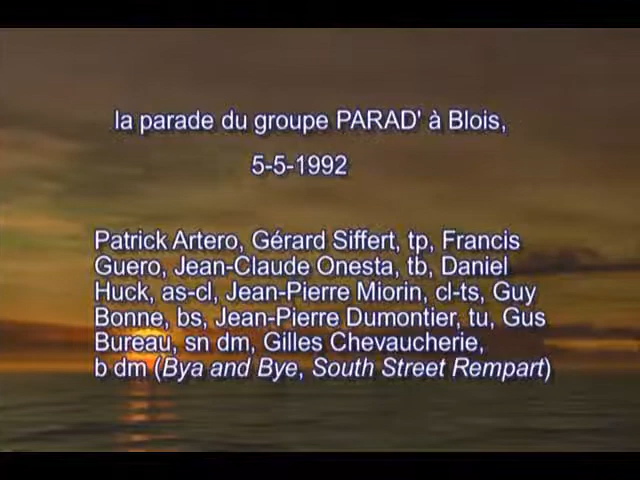 la parade du groupe PARAD' à Blois,
5-5-1992
Patrick Artero, Gérard Siffert, tp, Francis
Guero, Jean-Claude Onesta, tb, Daniel
Huck, as-cl, Jean-Pierre Miorin, cl-ts, Guy
Bonne, bs, Jean-Pierre Dumontier, tu, Gus
Bureau, sn dm, Gilles Chevaucherie,
b dm (Bya and Bye, South Street Rempart)